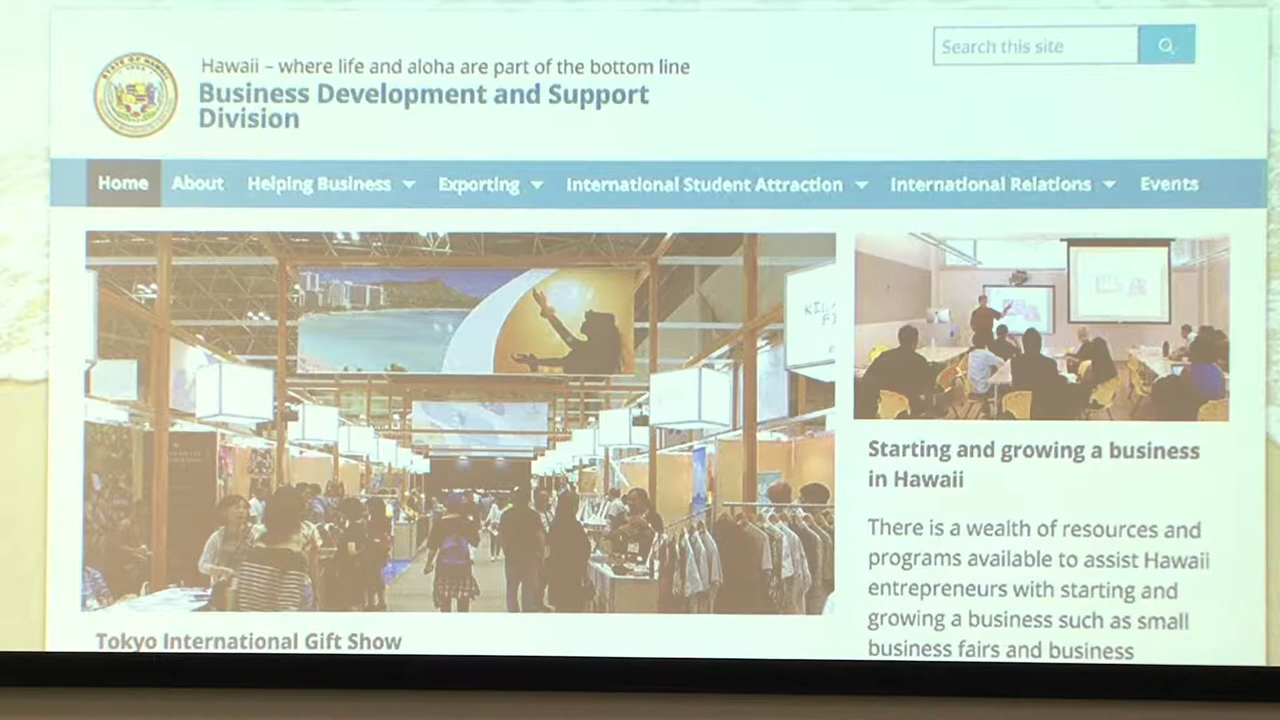 Search this site
STATE OF HAWAII
Hawaii – where life and aloha are part of the bottom line
Business Development and Support
Division
Home About Helping Business Exporting International Student Attraction International Relations Events
Starting and growing a business
in Hawaii
There is a wealth of resources and
programs available to assist Hawaii
entrepreneurs with starting and
growing a business such as small
business fairs and business
Tokyo International Gift Show